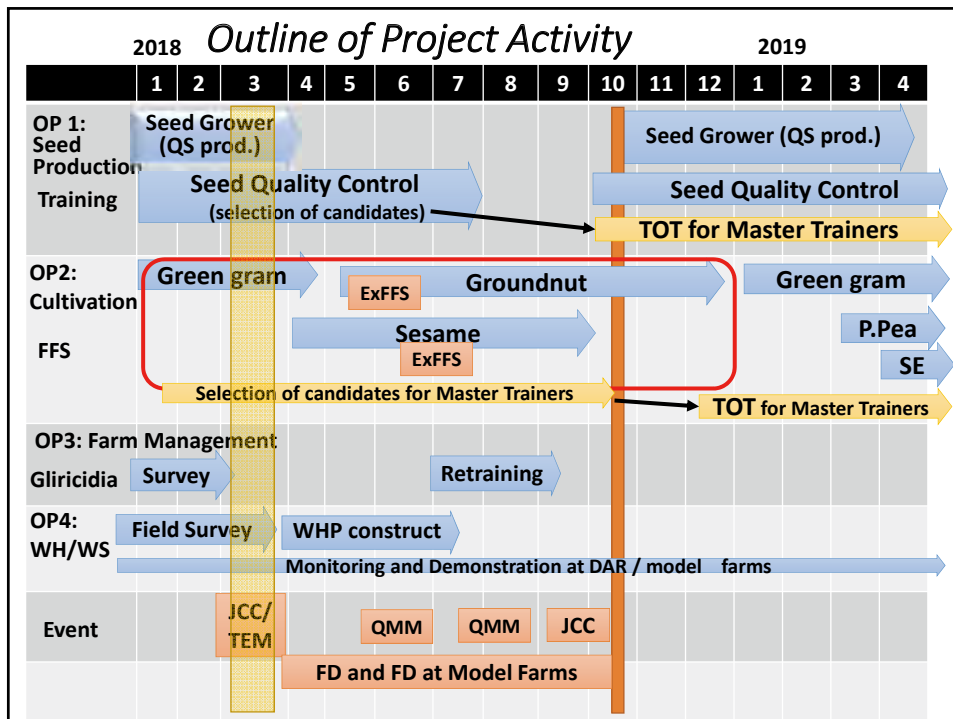 Outline of Project Activity
2018
2019
1 2 3 4 5 6 7 8 9 10 11 12 1 2 3 4
OP 1:
Seed
Production
Training
Seed Grower
(QS prod.)
Seed Grower (QS prod.)
Seed Quality Control
(selection of candidates)
Seed Quality Control
TOT for Master Trainers
OP2:
Cultivation
FFS
Green gram
Groundnut
Green gram
ExFFS
Sesame
P.Pea
ExFFS
SE
Selection of candidates for Master Trainers
TOT for Master Trainers
OP3: Farm Management
Gliricidia
Survey
Retraining
OP4:
WH/WS
Field Survey
WHP construct
Monitoring and Demonstration at DAR / model farms
Event
JCC/
TEM
QMM
QMM
JCC
FD and FD at Model Farms